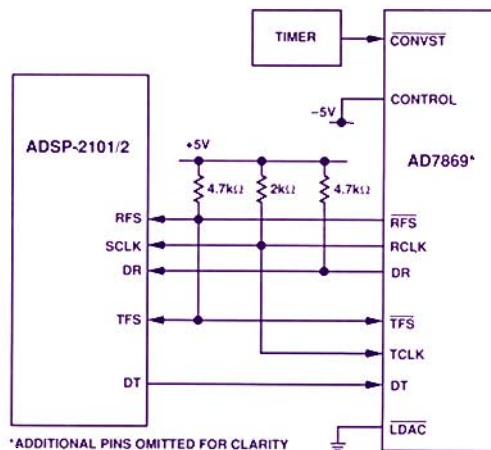 TIMER
CONVST
CONTROL
–5V
ADSP-2101/2
+5V
AD7869*
4.7kΩ
2kΩ
4.7kΩ
RFS
RFS
SCLK
RCLK
DR
DR
TFS
TFS
TCLK
DT
DT
LDAC
*ADDITIONAL PINS OMITTED FOR CLARITY